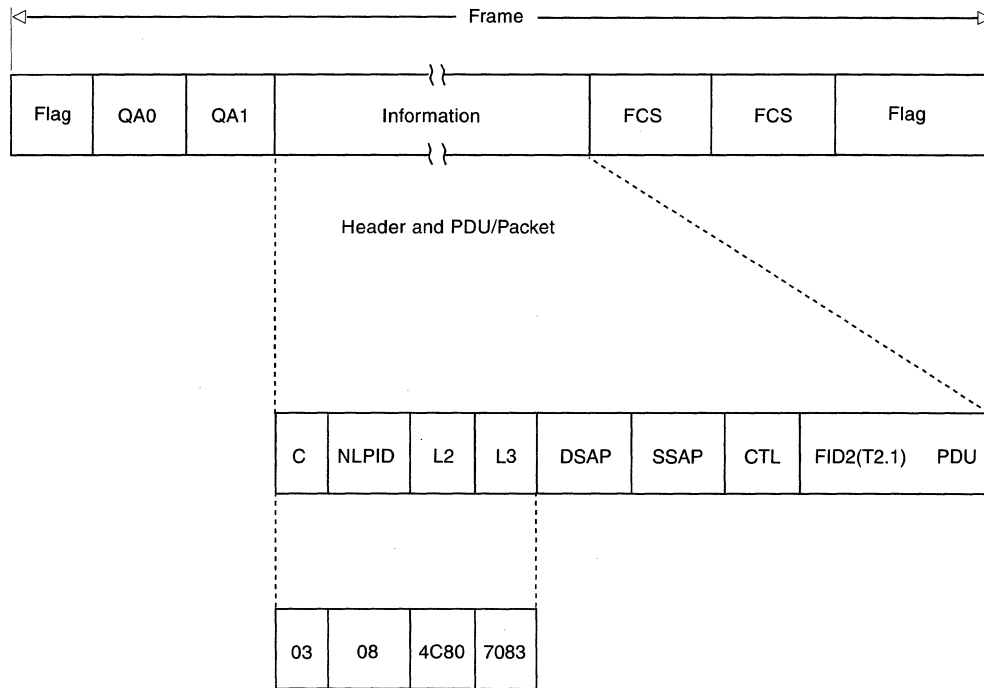 Frame
Flag QA0 QA1 Information FCS FCS Flag
Header and PDU/Packet
C NLPID L2 L3 DSAP SSAP CTL FID2(T2.1) PDU
03 08 4C80 7083